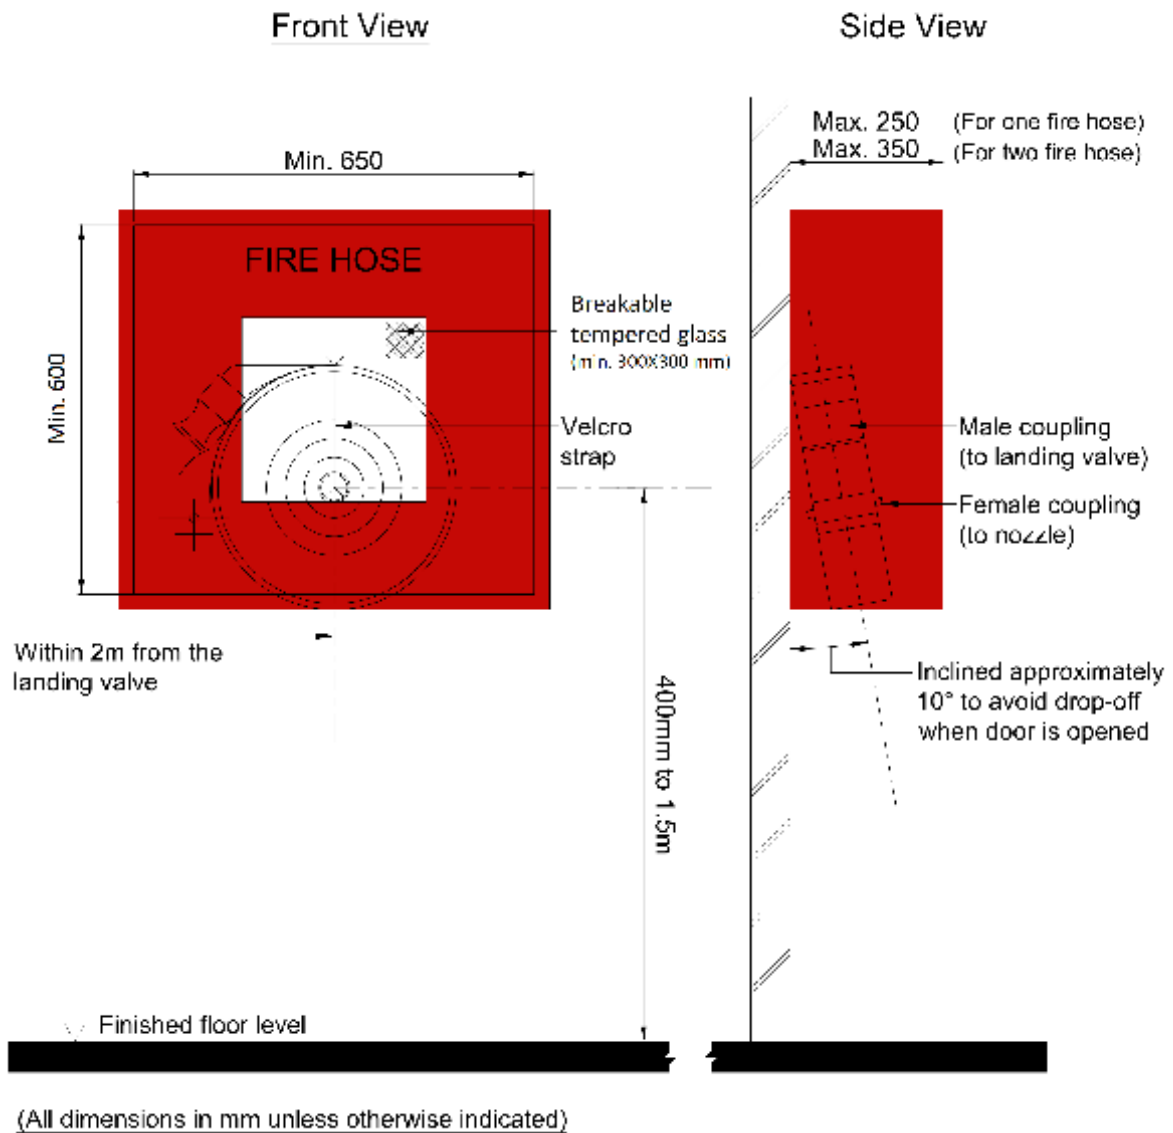 Front View
Side View
Max. 250 (For one fire hose)
Max. 350 (For two fire hose)
Min. 650
FIRE HOSE
Min. 600
Breakable
tempered glass
(min. 300X300 mm)
Velcro
strap
Male coupling
(to landing valve)
Female coupling
(to nozzle)
Within 2m from the
landing valve
400mm to 1.5m
Inclined approximately
10° to avoid drop-off
when door is opened
Finished floor level
(All dimensions in mm unless otherwise indicated)